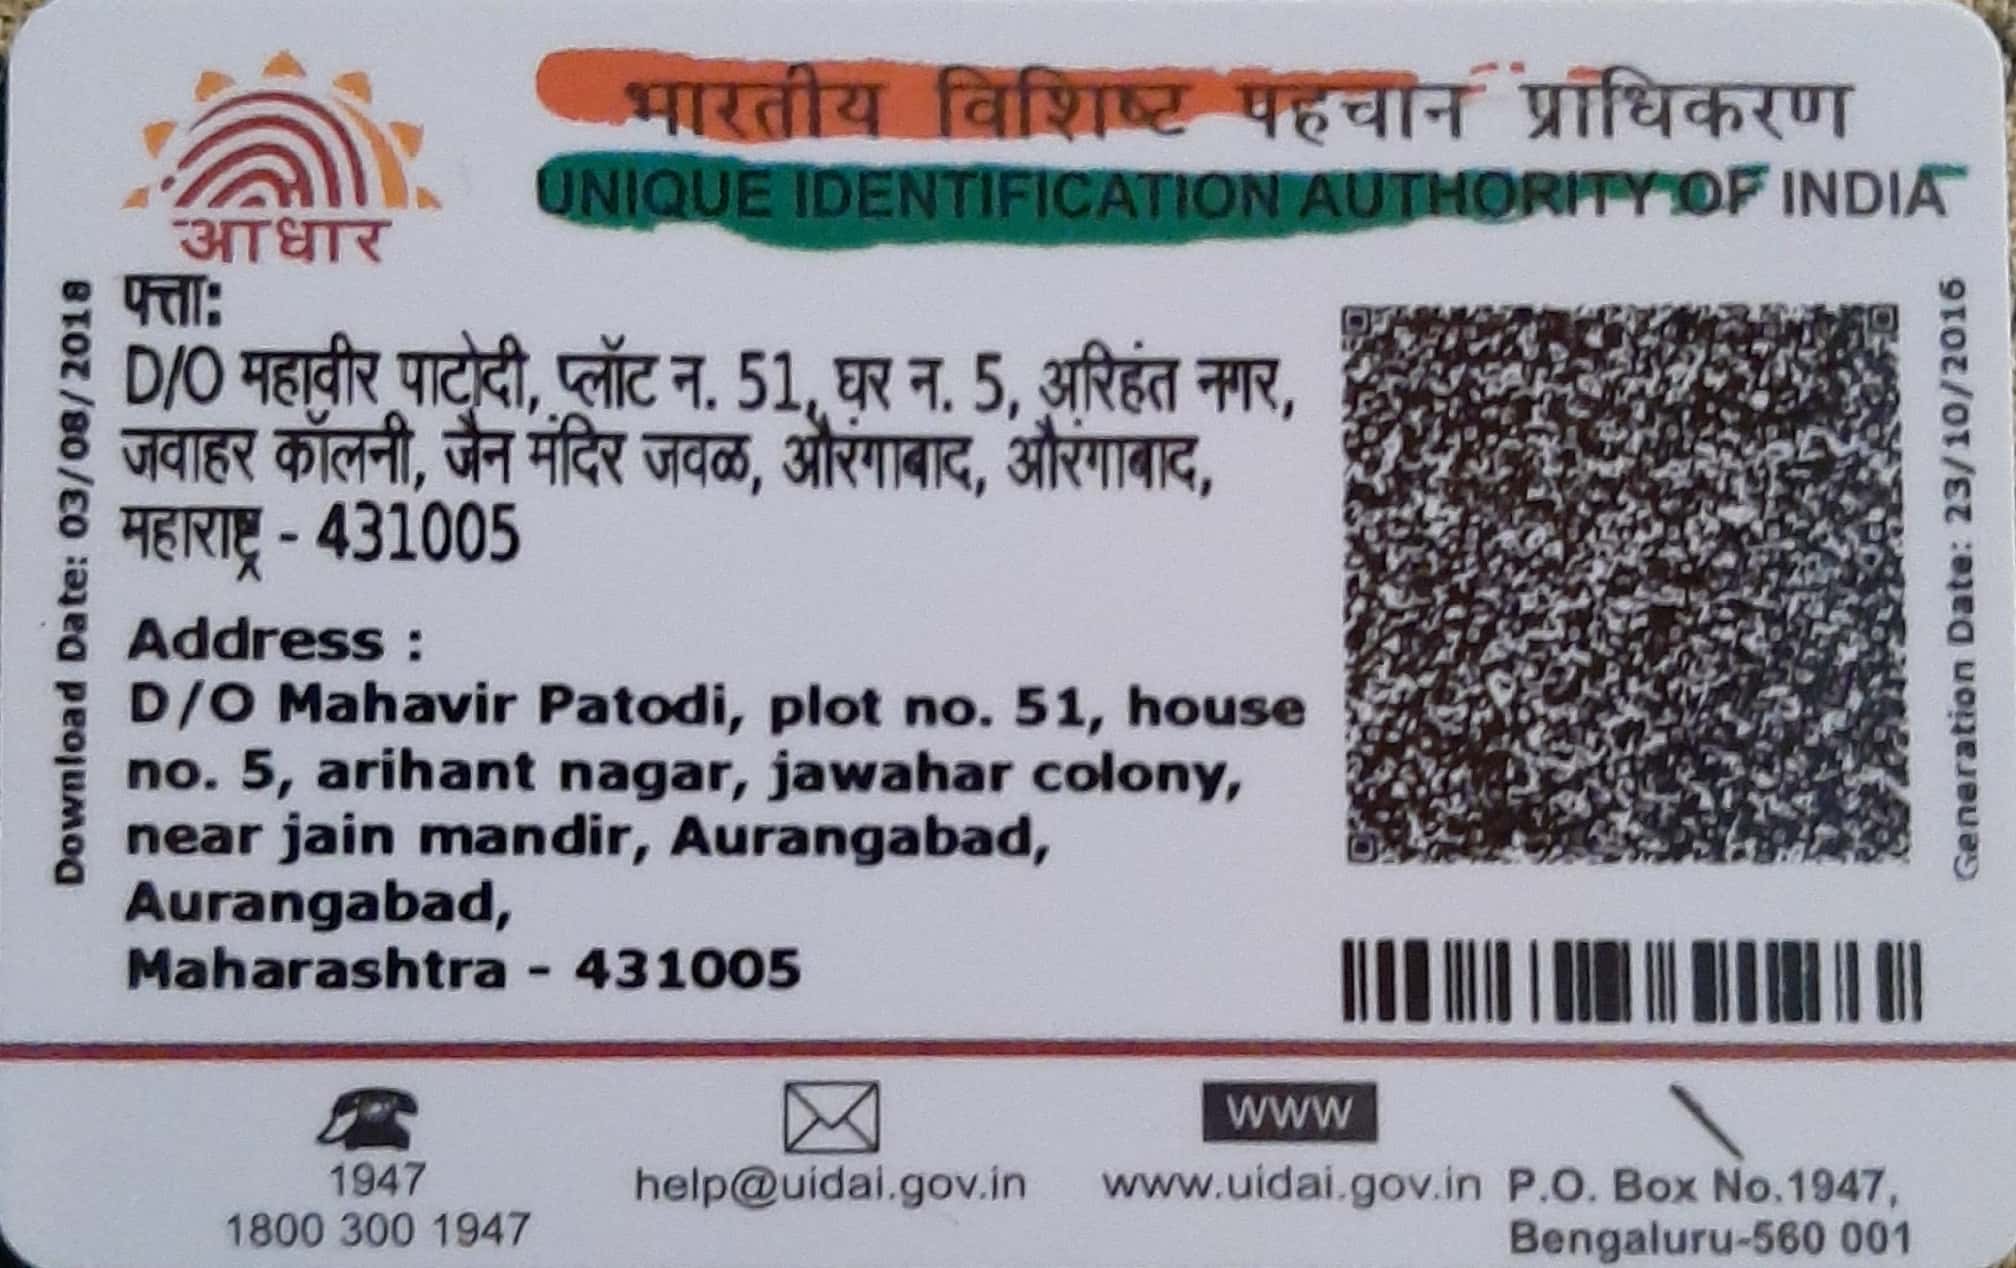 आधार
भारतीय विशिष्ट पहचान प्राधिकरण
UNIQUE IDENTIFICATION AUTHORITY OF INDIA
Download Date: 03/08/2018
पत्ता:
D/O महावीर पाटोदी, प्लॉट न. 51, घर न. 5, अरिहंत नगर,
जवाहर कॉलनी, जैन मंदिर जवळ, औरंगाबाद, औरंगाबाद,
महाराष्ट्र - 431005
Address :
D/O Mahavir Patodi, plot no. 51, house
no. 5, arihant nagar, jawahar colony,
near jain mandir, Aurangabad,
Aurangabad,
Maharashtra - 431005
Genaration Date: 23/10/2016
1947
1800 300 1947
help@uidai.gov.in
WWW
www.uidai.gov.in
P.O. Box No.1947,
Bengaluru-560 001